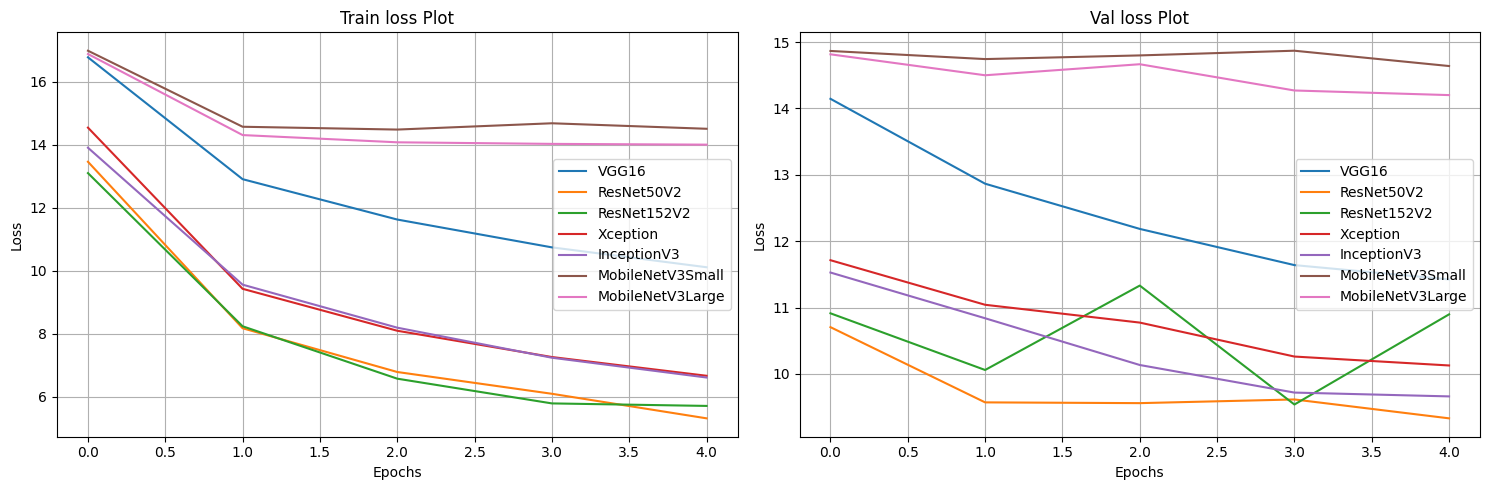 Train loss Plot
16
14
12
10
8
6
Loss
0.0 0.5 1.0 1.5 2.0 2.5 3.0 3.5 4.0
Epochs
VGG16
ResNet50V2
ResNet152V2
Xception
InceptionV3
MobileNetV3Small
MobileNetV3Large
Val loss Plot
15
14
13
12
11
10
Loss
0.0 0.5 1.0 1.5 2.0 2.5 3.0 3.5 4.0
Epochs
VGG16
ResNet50V2
ResNet152V2
Xception
InceptionV3
MobileNetV3Small
MobileNetV3Large